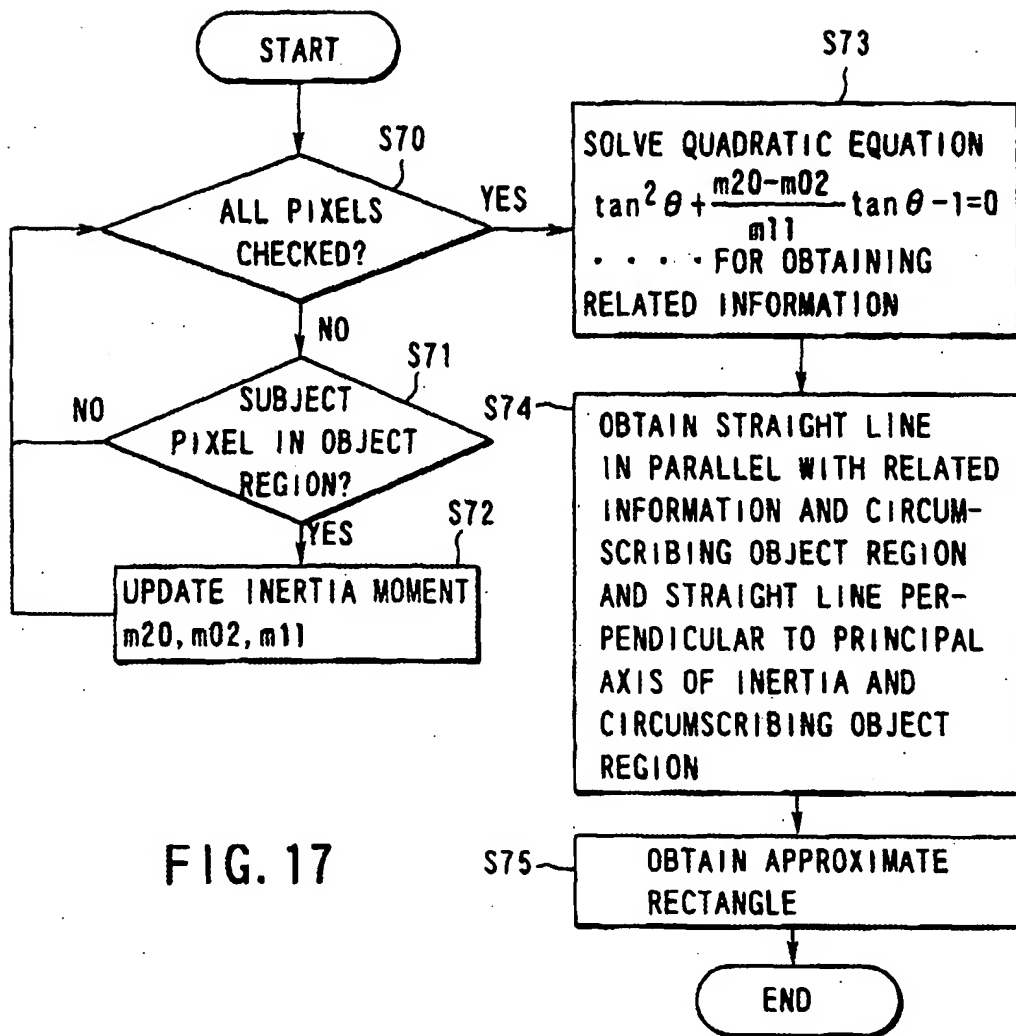 START
S70
ALL PIXELS
CHECKED?
YES
NO
S71
SUBJECT
PIXEL IN OBJECT
REGION?
NO
YES
S72
UPDATE INERTIA MOMENT
m20, m02, m11
S73
SOLVE QUADRATIC EQUATION
tan²θ + (m20-m02)/m11 tanθ -1=0
· · · · FOR OBTAINING
RELATED INFORMATION
S74
OBTAIN STRAIGHT LINE
IN PARALLEL WITH RELATED
INFORMATION AND CIRCUM-
SCRIBING OBJECT REGION
AND STRAIGHT LINE PER-
PENDICULAR TO PRINCIPAL
AXIS OF INERTIA AND
CIRCUMSCRIBING OBJECT
REGION
S75
OBTAIN APPROXIMATE
RECTANGLE
END
FIG. 17